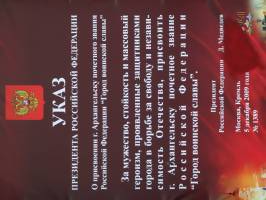 УКАЗ
ПРЕЗИДЕНТА РОССИЙСКОЙ ФЕДЕРАЦИИ
О присвоении г. Архангельску почетного звания
Российской Федерации "Город воинской славы"
За мужество, стойкость и массовый
героизм, проявленные защитниками
города в борьбе за свободу и незави-
симость Отечества, присвоить
г. Архангельску почетное звание
Российской Федерации
"Город воинской славы".
Президент
Российской Федерации Д. Медведев
Москва, Кремль
5 декабря 2009 года
№ 1389